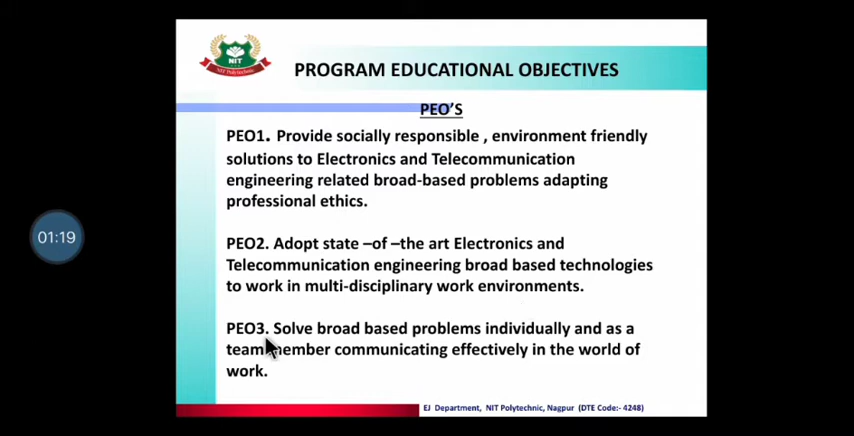 NIT
NIT Polytechnic
PROGRAM EDUCATIONAL OBJECTIVES
PEO'S
PEO1. Provide socially responsible , environment friendly
solutions to Electronics and Telecommunication
engineering related broad-based problems adapting
professional ethics.
01:19
PEO2. Adopt state –of –the art Electronics and
Telecommunication engineering broad based technologies
to work in multi-disciplinary work environments.
PEO3. Solve broad based problems individually and as a
team member communicating effectively in the world of
work.
EJ Department, NIT Polytechnic, Nagpur (DTE Code:- 4248)